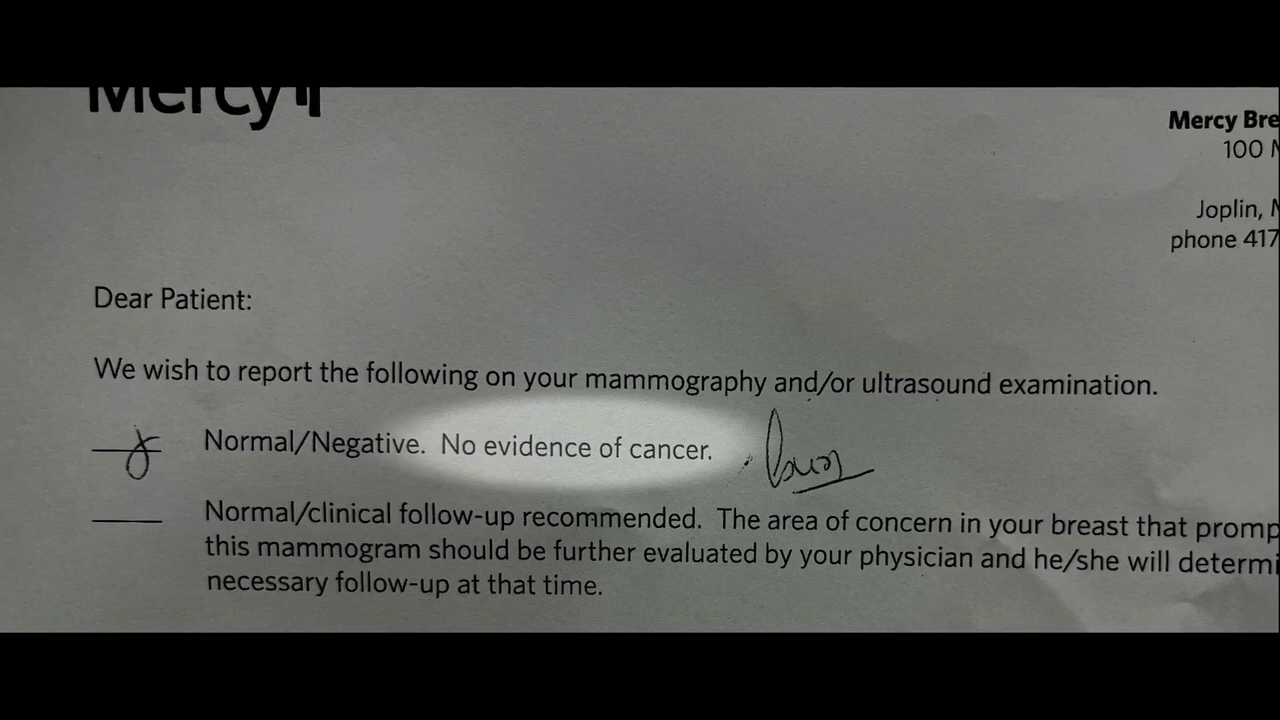 Mercy
Mercy Bre
100
Joplin,
phone 417
Dear Patient:
We wish to report the following on your mammography and/or ultrasound examination.
Normal/Negative. No evidence of cancer.
Normal/clinical follow-up recommended. The area of concern in your breast that promp
this mammogram should be further evaluated by your physician and he/she will determi
necessary follow-up at that time.